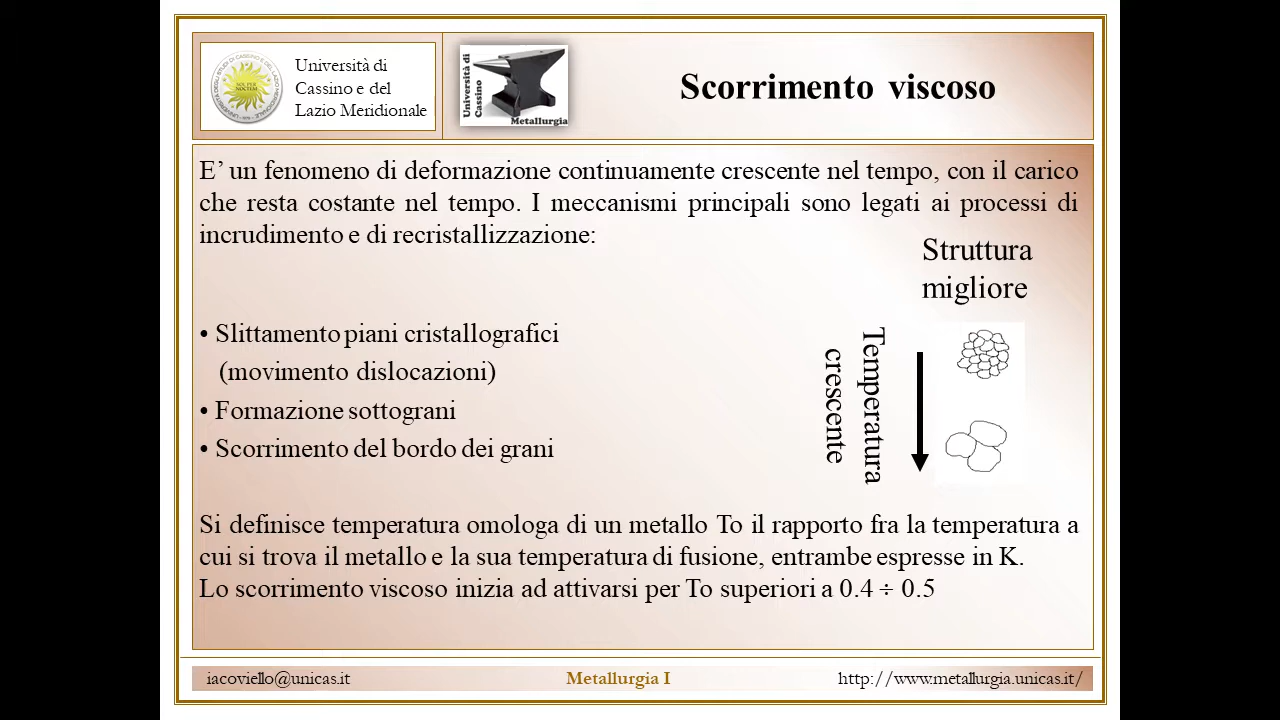 Università di
Cassino e del
Lazio Meridionale
Università di
Cassino
Metallurgia
Scorrimento viscoso
E’ un fenomeno di deformazione continuamente crescente nel tempo, con il carico
che resta costante nel tempo. I meccanismi principali sono legati ai processi di
incrudimento e di recristallizzazione:
Struttura
migliore
• Slittamento piani cristallografici
(movimento dislocazioni)
• Formazione sottograni
• Scorrimento del bordo dei grani
Temperatura
crescente
Si definisce temperatura omologa di un metallo To il rapporto fra la temperatura a
cui si trova il metallo e la sua temperatura di fusione, entrambe espresse in K.
Lo scorrimento viscoso inizia ad attivarsi per To superiori a 0.4 ÷ 0.5
iacoviello@unicas.it
Metallurgia I
http://www.metallurgia.unicas.it/